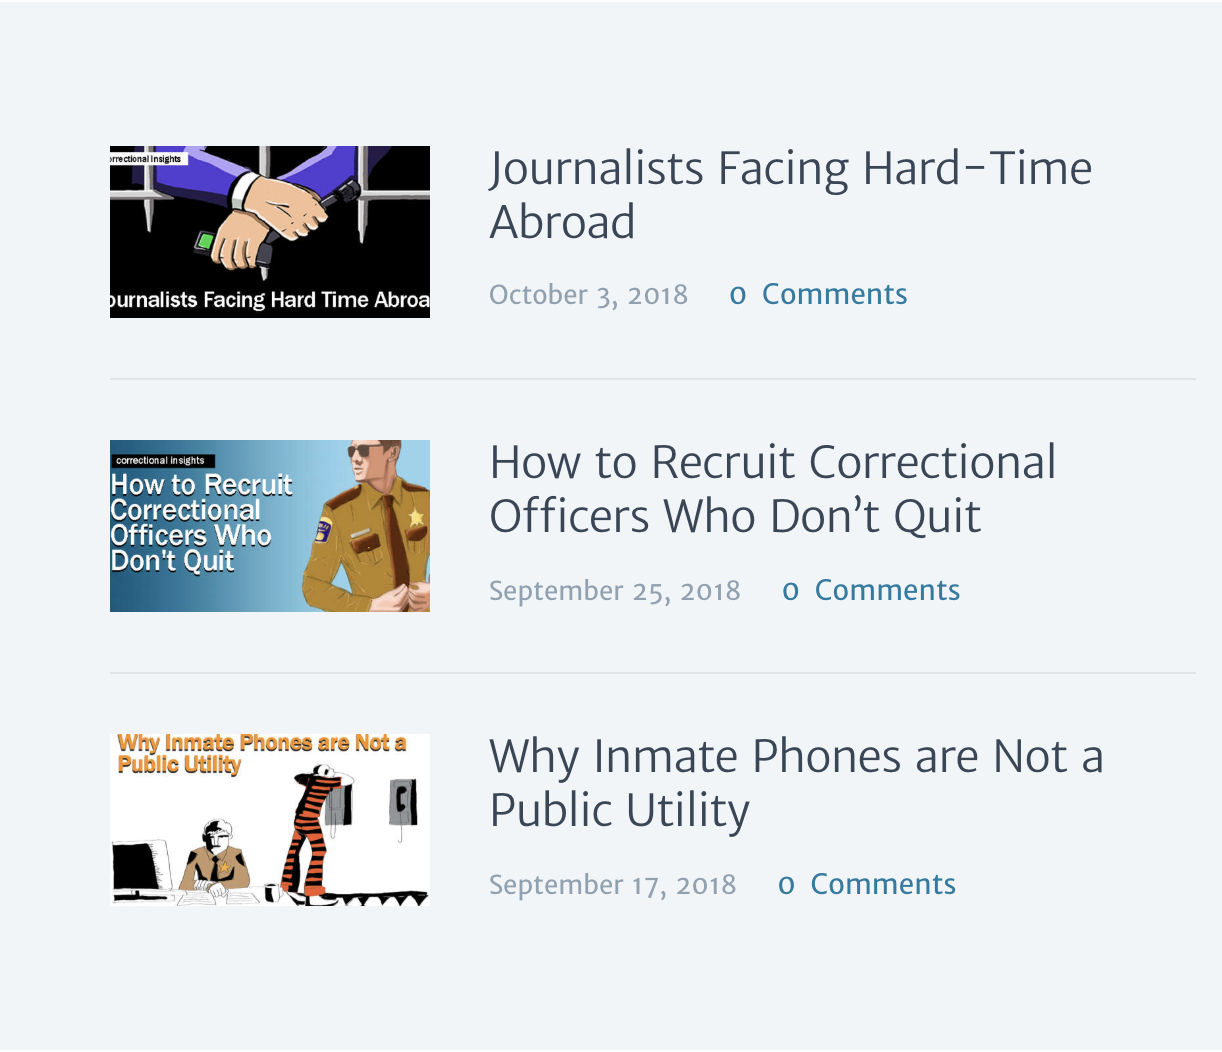 rrectional Insights
ournalists Facing Hard Time Abroa
Journalists Facing Hard-Time
Abroad
October 3, 2018 0 Comments
correctional insights
How to Recruit
Correctional
Officers Who
Don't Quit
How to Recruit Correctional
Officers Who Don’t Quit
September 25, 2018 0 Comments
Why Inmate Phones are Not a
Public Utility
Why Inmate Phones are Not a
Public Utility
September 17, 2018 0 Comments